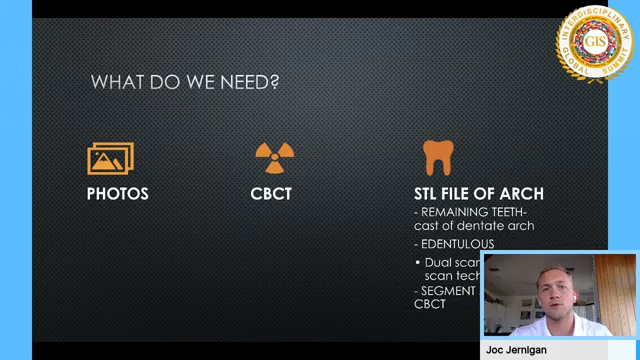 INTERDISCIPLINARY
GIS
GLOBAL SUMMIT
WHAT DO WE NEED?
PHOTOS
CBCT
STL FILE OF ARCH
- REMAINING TEETH-
cast of dentate arch
- EDENTULOUS
• Dual scan
scan tech
- SEGMENT
CBCT
Joc Jernigan